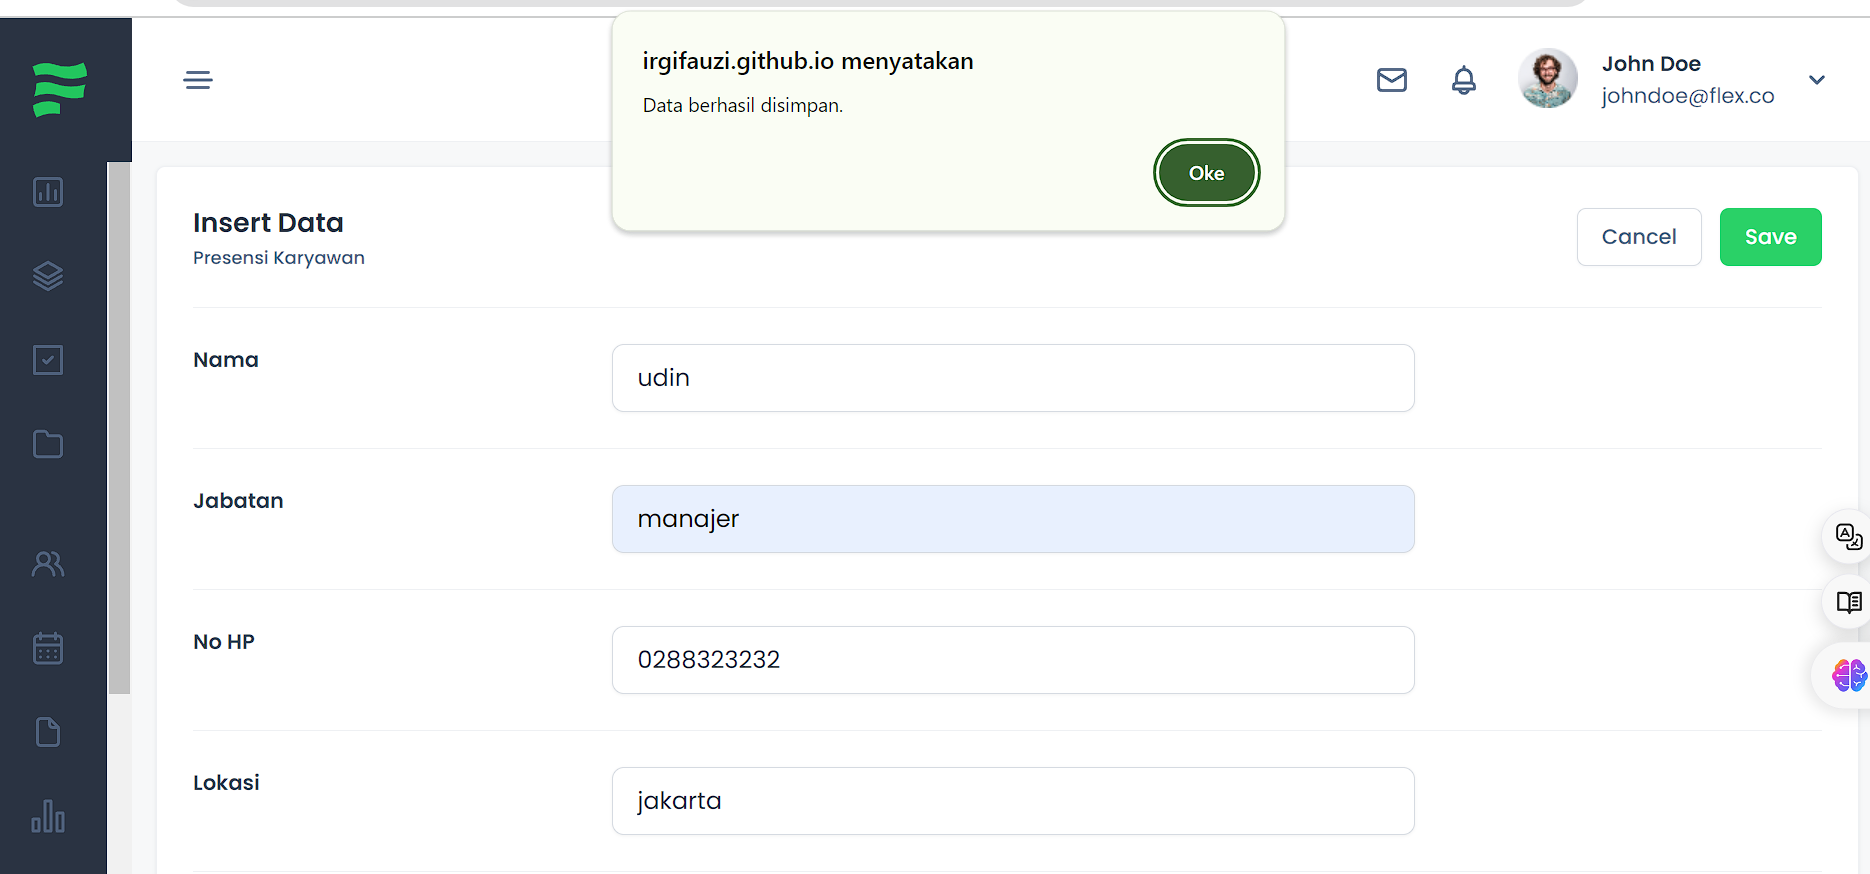 irgifauzi.github.io menyatakan
Data berhasil disimpan.
Oke
John Doe
johndoe@flex.co
Insert Data
Presensi Karyawan
Cancel
Save
Nama
udin
Jabatan
manajer
No HP
0288323232
Lokasi
jakarta